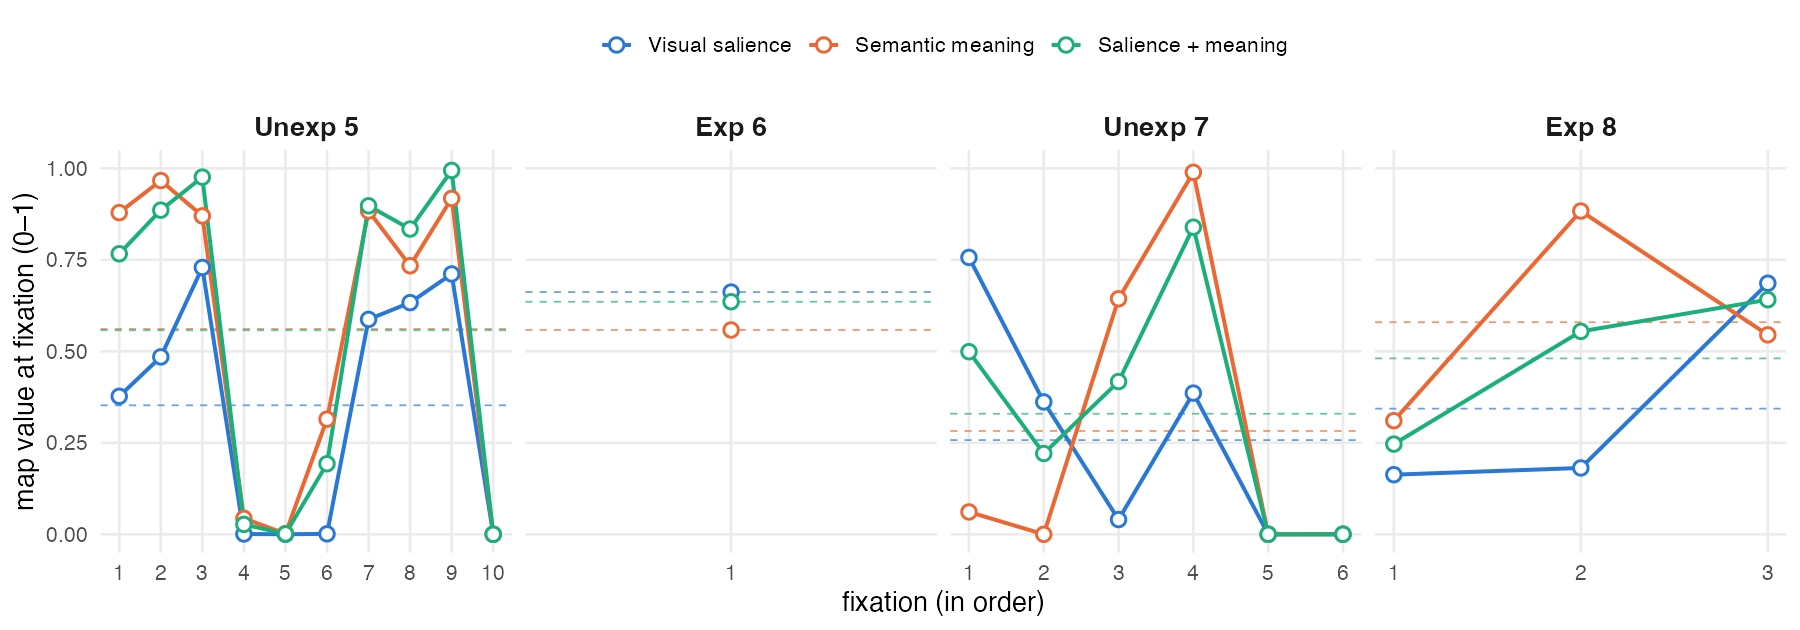 Visual salience Semantic meaning Salience + meaning
Unexp 5 Exp 6 Unexp 7 Exp 8
map value at fixation (0–1)
1.00
0.75
0.50
0.25
0.00
1 2 3 4 5 6 7 8 9 10 1 1 2 3 4 5 6 1 2 3
fixation (in order)